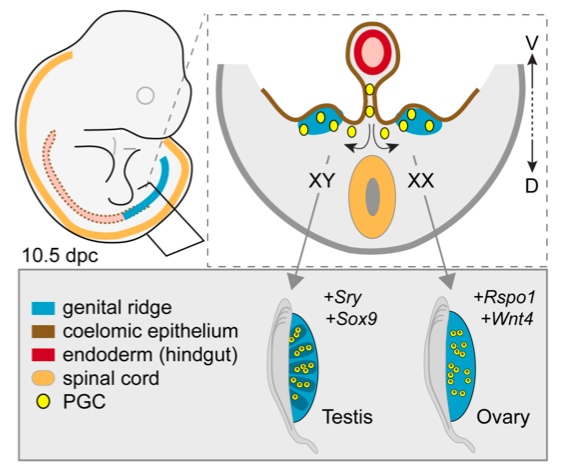 V
D
XY
XX
10.5 dpc
genital ridge
coelomic epithelium
endoderm (hindgut)
spinal cord
PGC
+Sry
+Sox9
Testis
+Rspo1
+Wnt4
Ovary